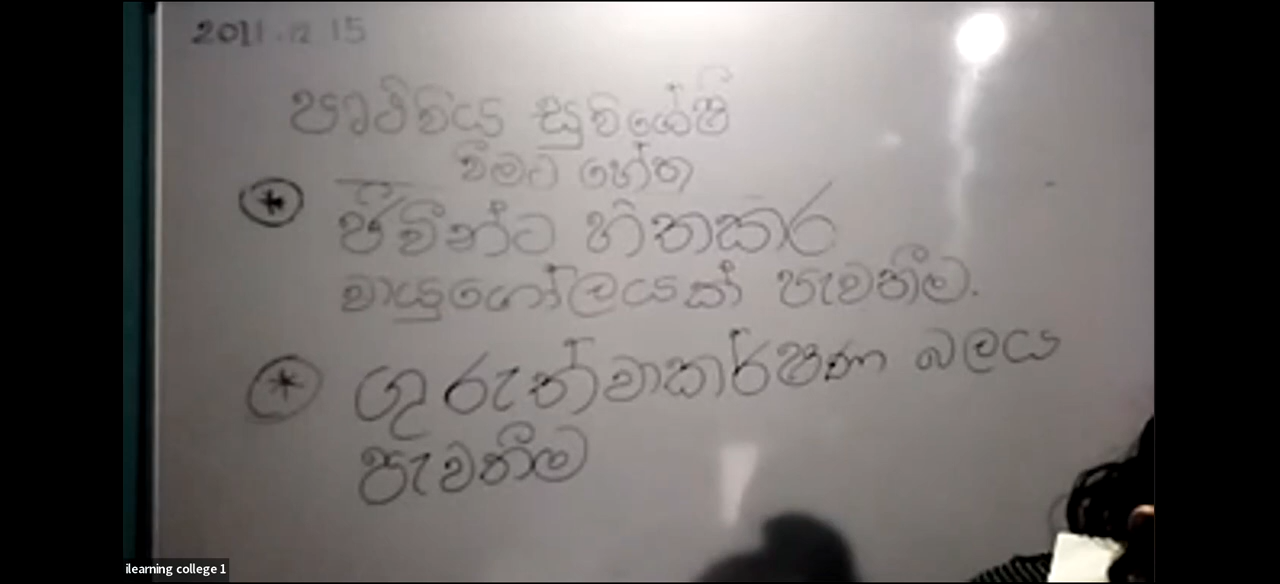 2011.12 15
පෘථිවිය සුවිශේෂී
වීමට හේතු
ජීවීන්ට හිතකර
වායුගෝලයක් පැවතීම.
ගුරුත්වාකර්ෂණ බලය
පැවතීම
ilearning college 1